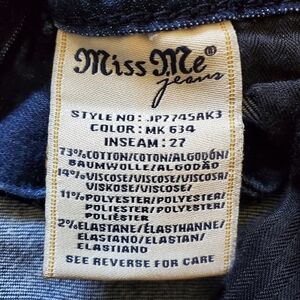 Miss Me®
jeans
STYLE NO: JP7745AK3
COLOR: MK 634
INSEAM: 27
73%COTTON/COTON/ALGODÓN/
BAUMWOLLE/ALGODÃO
14%VISCOSE/VISCOSE/VISCOSA/
VISKOSE/VISCOSE/
11%POLYESTER/POLYESTER/
POLIÉSTER/POLYESTER/
POLIÉSTER
2%ELASTANE/ÉLASTHANNE/
ELASTANO/ELASTAN/
ELASTIANO
SEE REVERSE FOR CARE